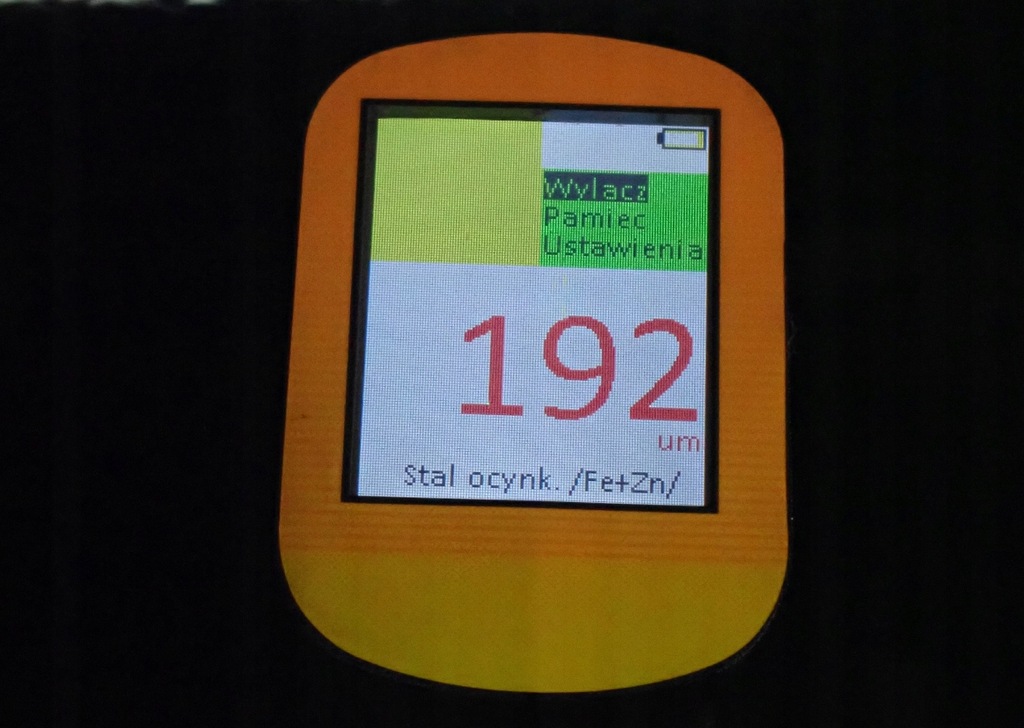 Wylacz
Pamiec
Ustawienia
192
um
Stal ocynk. /Fe+Zn/